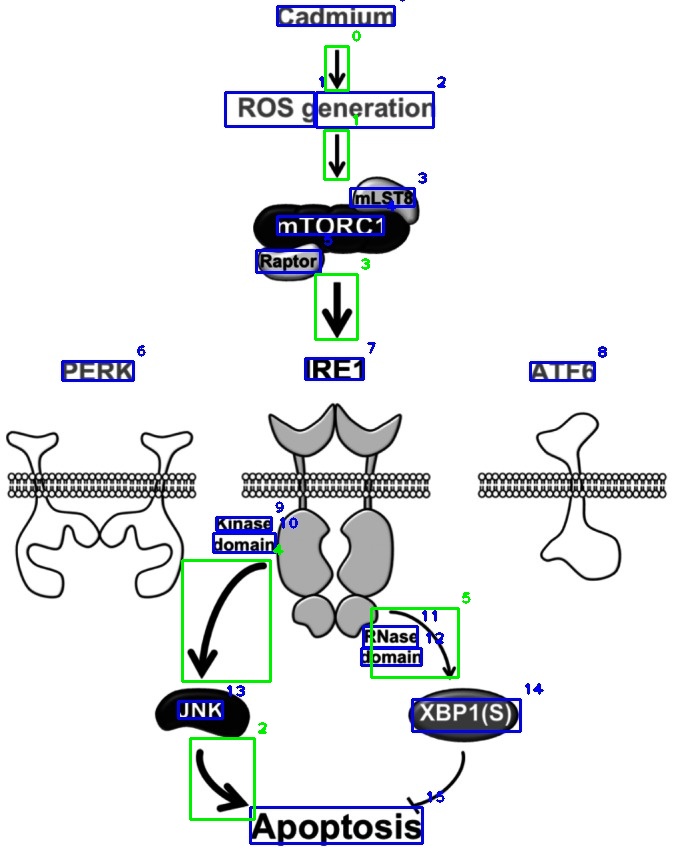 Cadmium
0
1 2
ROS generation
1
3
mLST8
4
mTORC1
5
Raptor
3
6 7 8
PERK IRE1 ATF6
9
Kinase 10
domain 4
5
11
RNase 12
domain
13 14
JNK XBP1(S)
2
15
Apoptosis